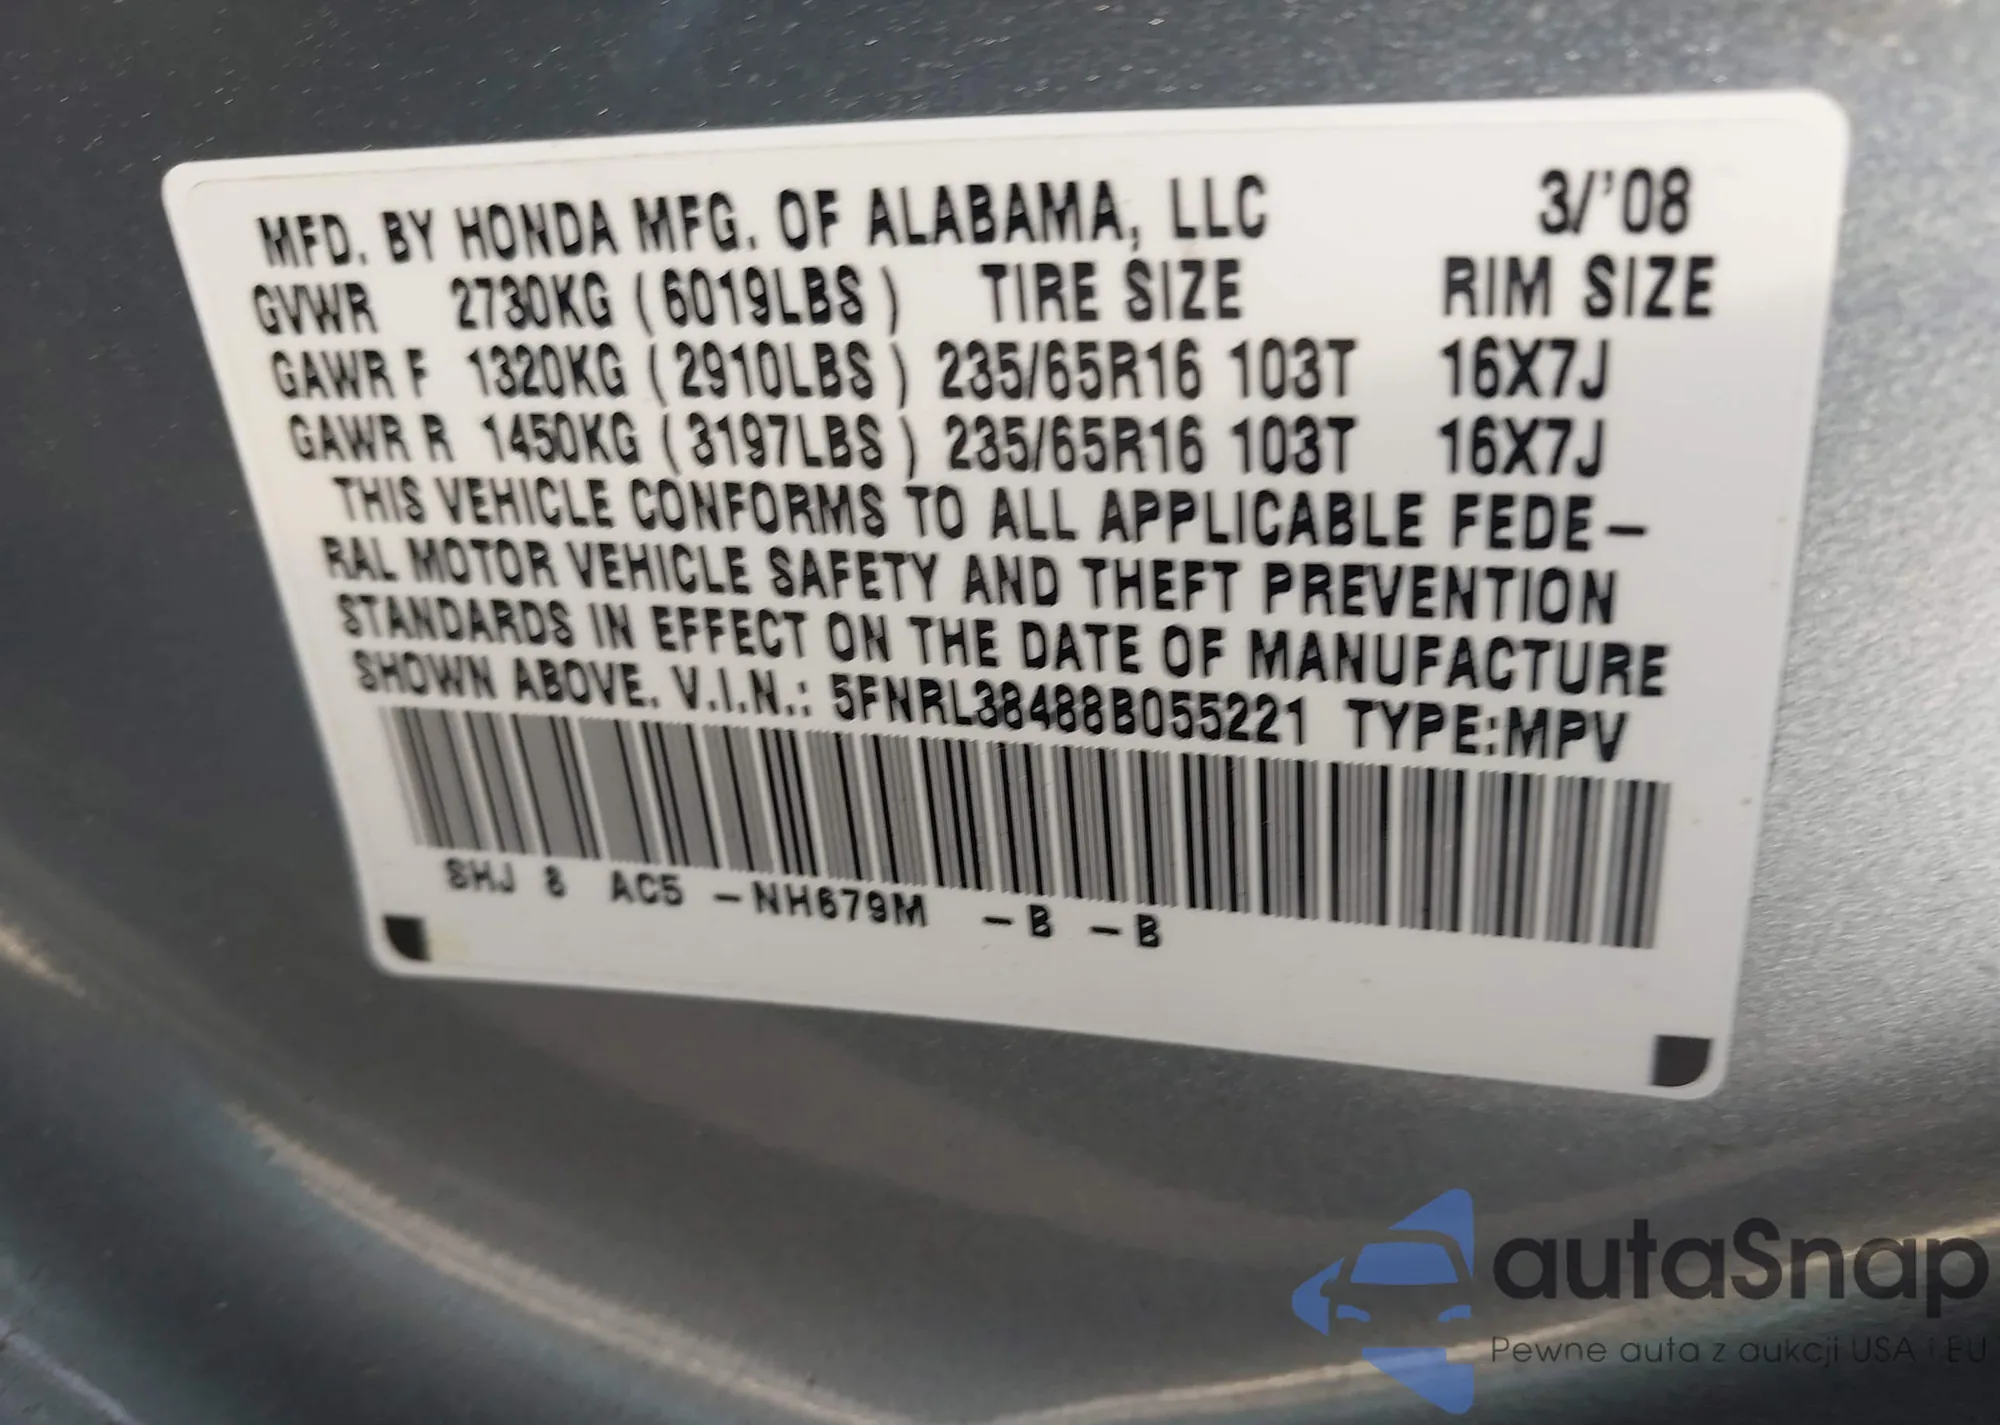 MFD. BY HONDA MFG. OF ALABAMA, LLC 3/'08
GVWR 2730KG (6019LBS) TIRE SIZE RIM SIZE
GAWR F 1320KG (2910LBS) 235/65R16 103T 16X7J
GAWR R 1450KG (3197LBS) 235/65R16 103T 16X7J
THIS VEHICLE CONFORMS TO ALL APPLICABLE FEDE-
RAL MOTOR VEHICLE SAFETY AND THEFT PREVENTION
STANDARDS IN EFFECT ON THE DATE OF MANUFACTURE
SHOWN ABOVE. V.I.N.: 5FNRL38488B055221 TYPE:MPV
SHJ 8 AC5 -NH679M -B -B
autaSnap
Pewne auta z aukcji USA i EU